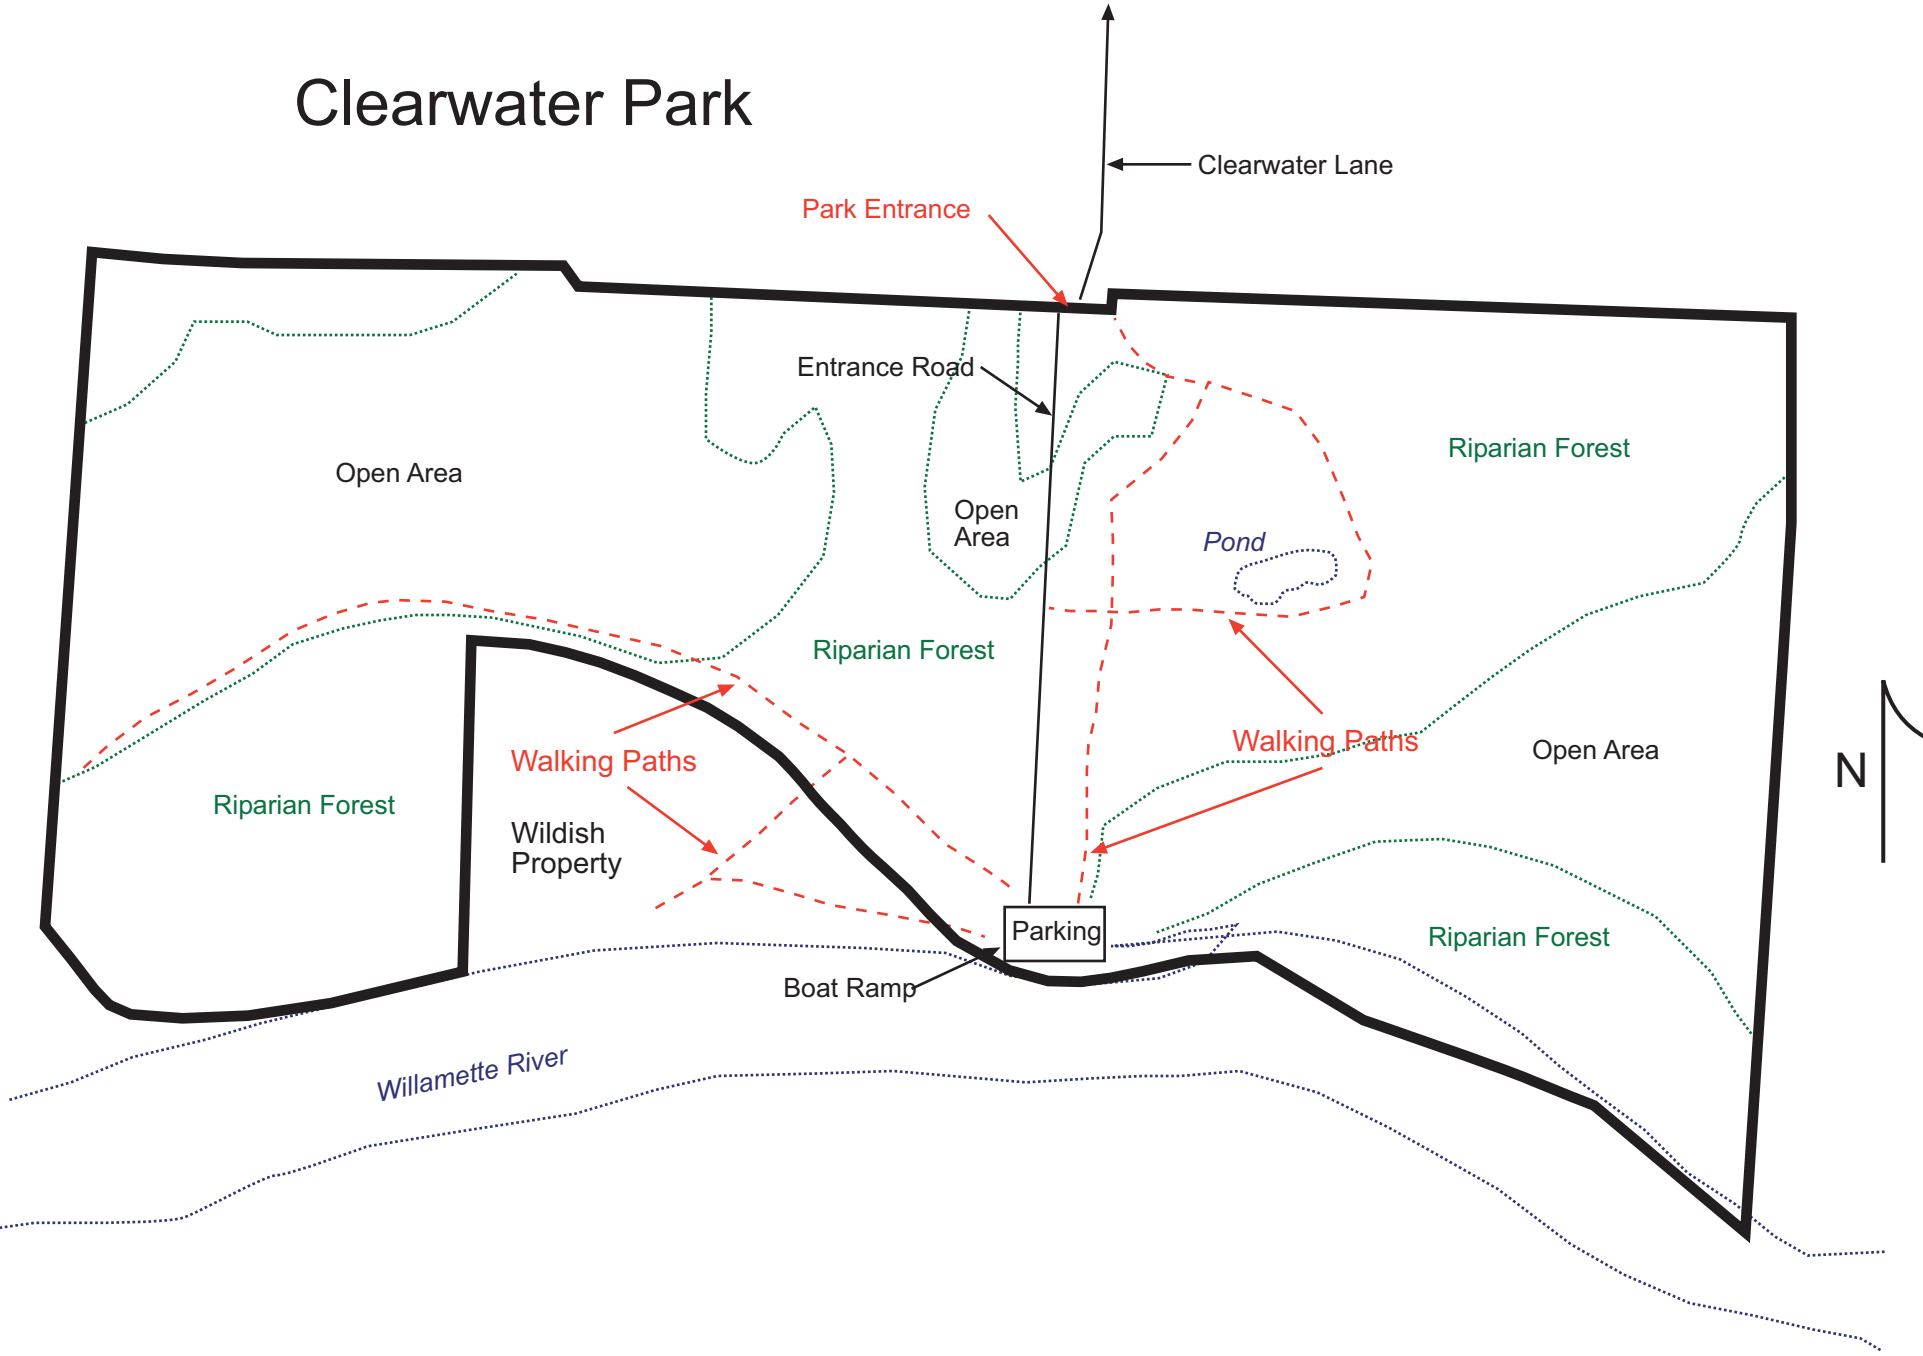 Clearwater Park
Clearwater Lane
Park Entrance
Entrance Road
Riparian Forest
Open Area
Open
Area
Pond
Riparian Forest
Walking Paths
Open Area
Walking Paths
N
Riparian Forest
Wildish
Property
Parking
Riparian Forest
Boat Ramp
Willamette River